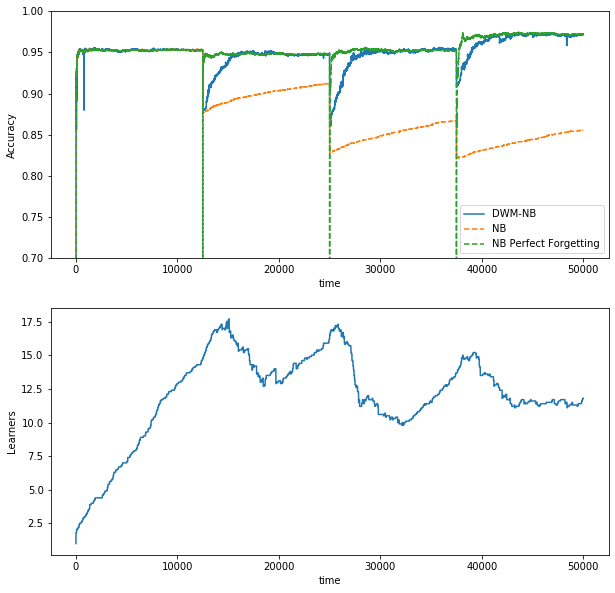 1.00
0.95
0.90
0.85
0.80
0.75
0.70
Accuracy
DWM-NB
NB
NB Perfect Forgetting
0 10000 20000 30000 40000 50000
time
17.5
15.0
12.5
10.0
7.5
5.0
2.5
Learners
0 10000 20000 30000 40000 50000
time